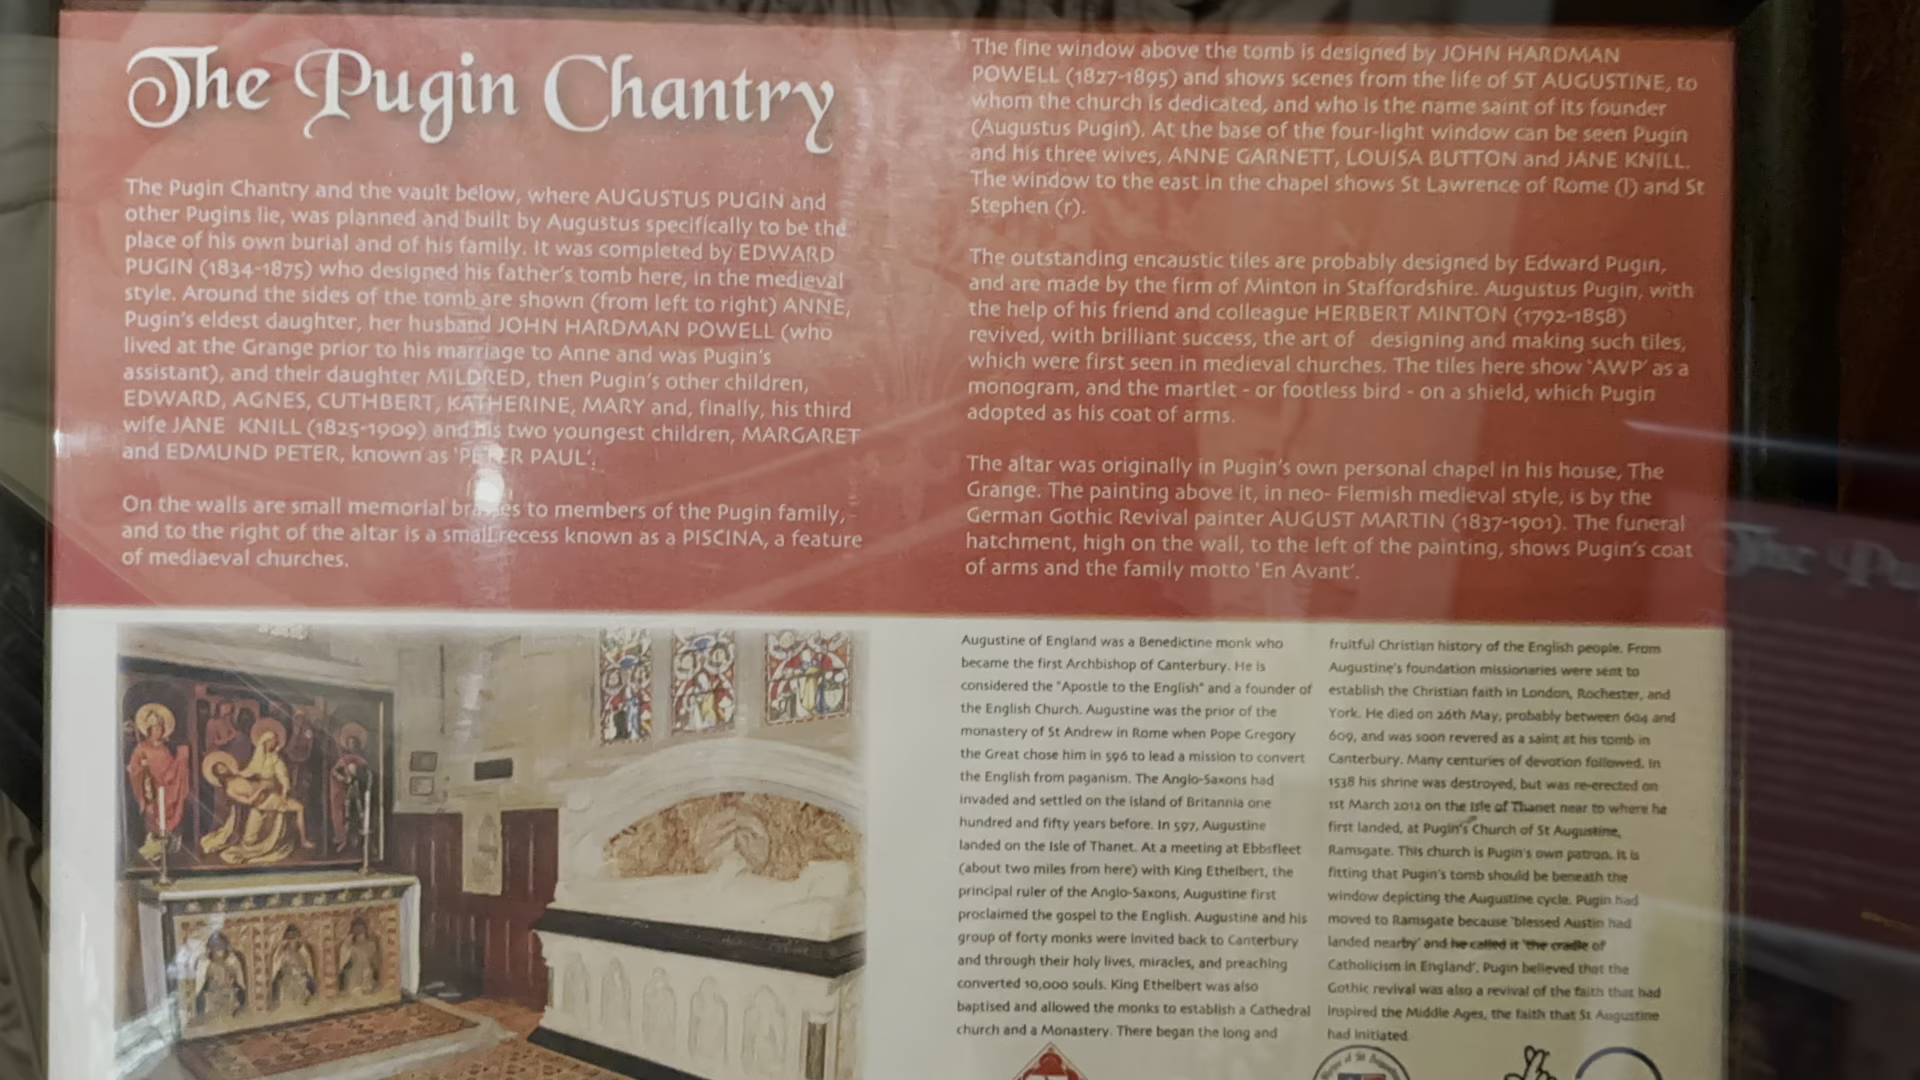 The Pugin Chantry
The Pugin Chantry and the vault below, where AUGUSTUS PUGIN and
other Pugins lie, was planned and built by Augustus specifically to be the
place of his own burial and of his family. It was completed by EDWARD
PUGIN (1834-1875) who designed his father's tomb here, in the medieval
style. Around the sides of the tomb are shown (from left to right) ANNE,
Pugin's eldest daughter, her husband JOHN HARDMAN POWELL (who
lived at the Grange prior to his marriage to Anne and was Pugin's
assistant), and their daughter MILDRED, then Pugin's other children,
EDWARD, AGNES, CUTHBERT, KATHERINE, MARY and, finally, his third
wife JANE KNILL (1825-1909) and his two youngest children, MARGARET
and EDMUND PETER, known as 'PETER PAUL'.
On the walls are small memorial brasses to members of the Pugin family,
and to the right of the altar is a small recess known as a PISCINA, a feature
of mediaeval churches.
The fine window above the tomb is designed by JOHN HARDMAN
POWELL (1827-1895) and shows scenes from the life of ST AUGUSTINE, to
whom the church is dedicated, and who is the name saint of its founder
(Augustus Pugin). At the base of the four-light window can be seen Pugin
and his three wives, ANNE GARNETT, LOUISA BUTTON and JANE KNILL.
The window to the east in the chapel shows St Lawrence of Rome (l) and St
Stephen (r).
The outstanding encaustic tiles are probably designed by Edward Pugin,
and are made by the firm of Minton in Staffordshire. Augustus Pugin, with
the help of his friend and colleague HERBERT MINTON (1792-1858)
revived, with brilliant success, the art of designing and making such tiles,
which were first seen in medieval churches. The tiles here show 'AWP' as a
monogram, and the martlet - or footless bird - on a shield, which Pugin
adopted as his coat of arms.
The altar was originally in Pugin's own personal chapel in his house, The
Grange. The painting above it, in neo- Flemish medieval style, is by the
German Gothic Revival painter AUGUST MARTIN (1837-1901). The funeral
hatchment, high on the wall, to the left of the painting, shows Pugin's coat
of arms and the family motto 'En Avant'.
Augustine of England was a Benedictine monk who
became the first Archbishop of Canterbury. He is
considered the "Apostle to the English" and a founder of
the English Church. Augustine was the prior of the
monastery of St Andrew in Rome when Pope Gregory
the Great chose him in 596 to lead a mission to convert
the English from paganism. The Anglo-Saxons had
invaded and settled on the island of Britannia one
hundred and fifty years before. In 597, Augustine
landed on the Isle of Thanet. At a meeting at Ebbsfleet
(about two miles from here) with King Ethelbert, the
principal ruler of the Anglo-Saxons, Augustine first
proclaimed the gospel to the English. Augustine and his
group of forty monks were invited back to Canterbury
and through their holy lives, miracles, and preaching
converted 10,000 souls. King Ethelbert was also
baptised and allowed the monks to establish a Cathedral
church and a Monastery. There began the long and
fruitful Christian history of the English people. From
Augustine's foundation missionaries were sent to
establish the Christian faith in London, Rochester, and
York. He died on 26th May, probably between 604 and
609, and was soon revered as a saint at his tomb in
Canterbury. Many centuries of devotion followed. In
1538 his shrine was destroyed, but was re-erected on
1st March 2012 on the Isle of Thanet near to where he
first landed, at Pugin's Church of St Augustine,
Ramsgate. This church is Pugin's own patron. It is
fitting that Pugin's tomb should be beneath the
window depicting the Augustine cycle. Pugin had
moved to Ramsgate because 'blessed Austin had
landed nearby' and he called it 'the cradle of
Catholicism in England'. Pugin believed that the
Gothic revival was also a revival of the faith that had
inspired the Middle Ages, the faith that St Augustine
had initiated.
The Pu